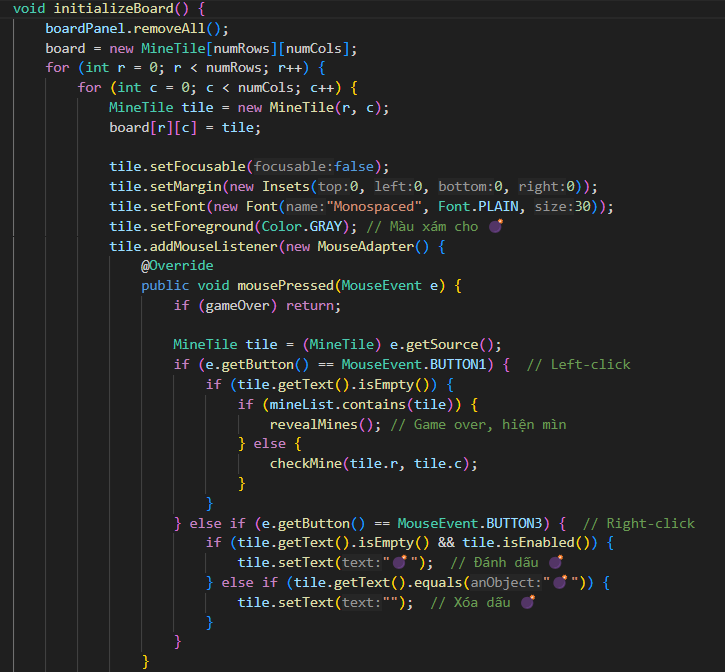 void initializeBoard() {
boardPanel.removeAll();
board = new MineTile[numRows][numCols];
for (int r = 0; r < numRows; r++) {
for (int c = 0; c < numCols; c++) {
MineTile tile = new MineTile(r, c);
board[r][c] = tile;
tile.setFocusable(focusable:false);
tile.setMargin(new Insets(top:0, left:0, bottom:0, right:0));
tile.setFont(new Font(name:"Monospaced", Font.PLAIN, size:30));
tile.setForeground(Color.GRAY); // Màu xám cho 💣
tile.addMouseListener(new MouseAdapter() {
@Override
public void mousePressed(MouseEvent e) {
if (gameOver) return;
MineTile tile = (MineTile) e.getSource();
if (e.getButton() == MouseEvent.BUTTON1) { // Left-click
if (tile.getText().isEmpty()) {
if (mineList.contains(tile)) {
revealMines(); // Game over, hiện mìn
} else {
checkMine(tile.r, tile.c);
}
}
} else if (e.getButton() == MouseEvent.BUTTON3) { // Right-click
if (tile.getText().isEmpty() && tile.isEnabled()) {
tile.setText(text:"💣"); // Đánh dấu 💣
} else if (tile.getText().equals(anObject:"💣")) {
tile.setText(text:""); // Xóa dấu 💣
}
}
}